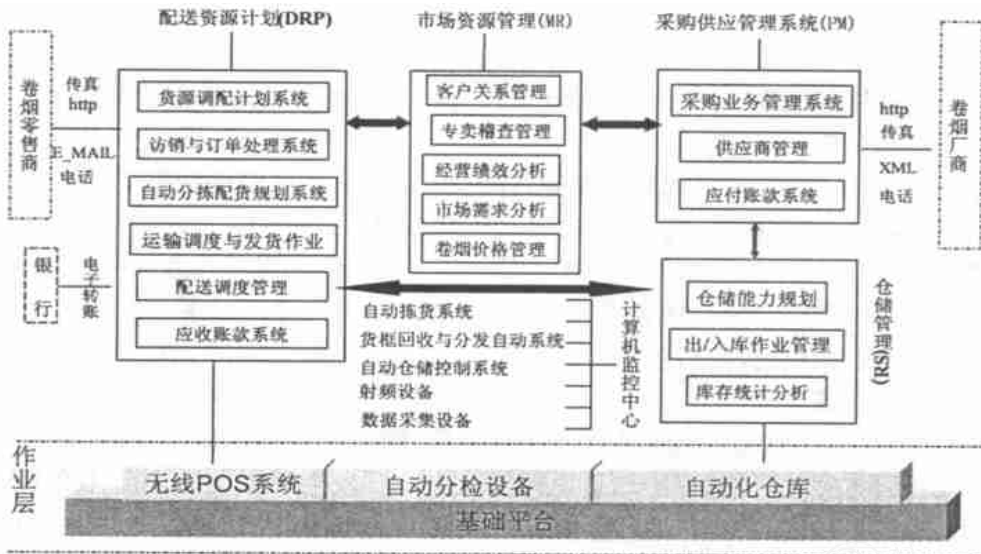 配送资源计划(DRP)
市场资源管理(MR)
采购供应管理系统(PM)
卷烟零售商
传真
http
E_MAIL
电话
银行
电子转账
货源调配计划系统
访销与订单处理系统
自动分拣配货规划系统
运输调度与发货作业
配送调度管理
应收账款系统
客户关系管理
专卖稽查管理
经营绩效分析
市场需求分析
卷烟价格管理
采购业务管理系统
供应商管理
应付账款系统
http
传真
XML
电话
卷烟厂商
自动拣货系统
货框回收与分发自动系统
自动仓储控制系统
射频设备
数据采集设备
计算机监控中心
仓储能力规划
出/入库作业管理
库存统计分析
仓储管理(RS)
作业层
无线POS系统
自动分检设备
自动化仓库
基础平台